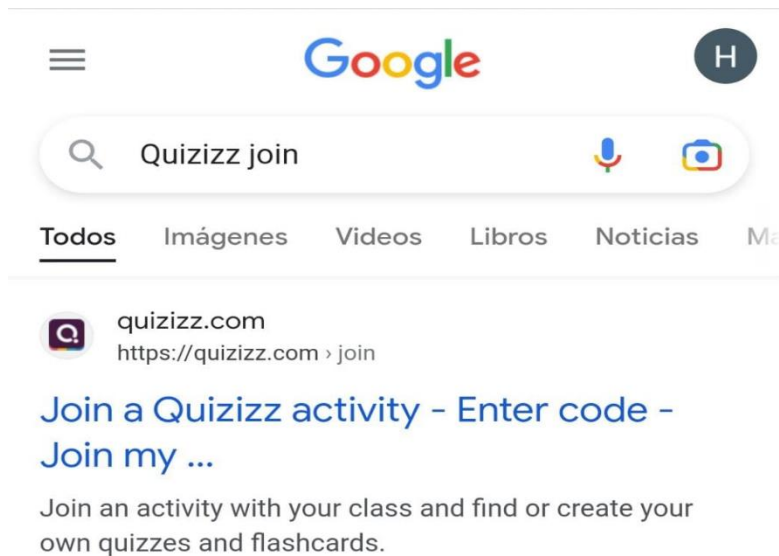 Google
H
Quizizz join
Todos Imágenes Videos Libros Noticias
quizizz.com
https://quizizz.com › join
Join a Quizizz activity - Enter code -
Join my ...
Join an activity with your class and find or create your
own quizzes and flashcards.